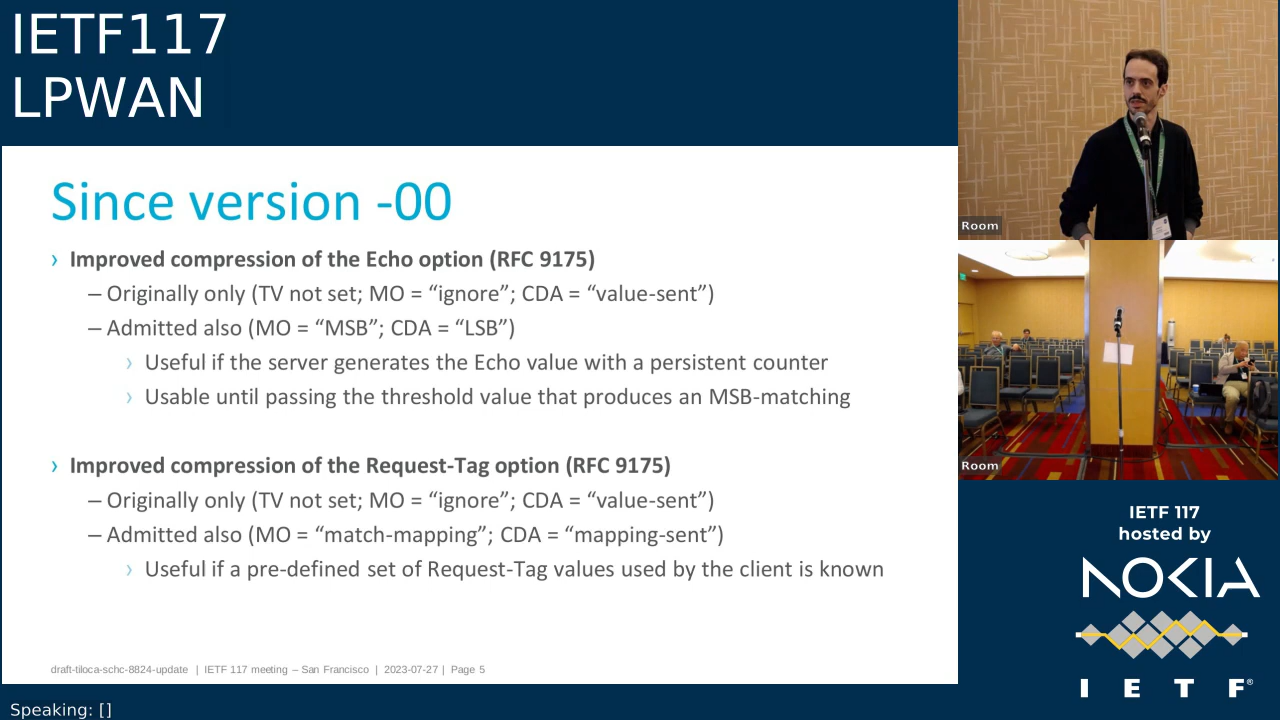 IETF117
LPWAN
Since version -00
› Improved compression of the Echo option (RFC 9175)
– Originally only (TV not set; MO = “ignore”; CDA = “value-sent”)
– Admitted also (MO = “MSB”; CDA = “LSB”)
› Useful if the server generates the Echo value with a persistent counter
› Usable until passing the threshold value that produces an MSB-matching
› Improved compression of the Request-Tag option (RFC 9175)
– Originally only (TV not set; MO = “ignore”; CDA = “value-sent”)
– Admitted also (MO = “match-mapping”; CDA = “mapping-sent”)
› Useful if a pre-defined set of Request-Tag values used by the client is known
draft-tiloca-schc-8824-update | IETF 117 meeting – San Francisco | 2023-07-27 | Page 5
Speaking: []
Room
Room
IETF 117
hosted by
NOKIA
I E T F®